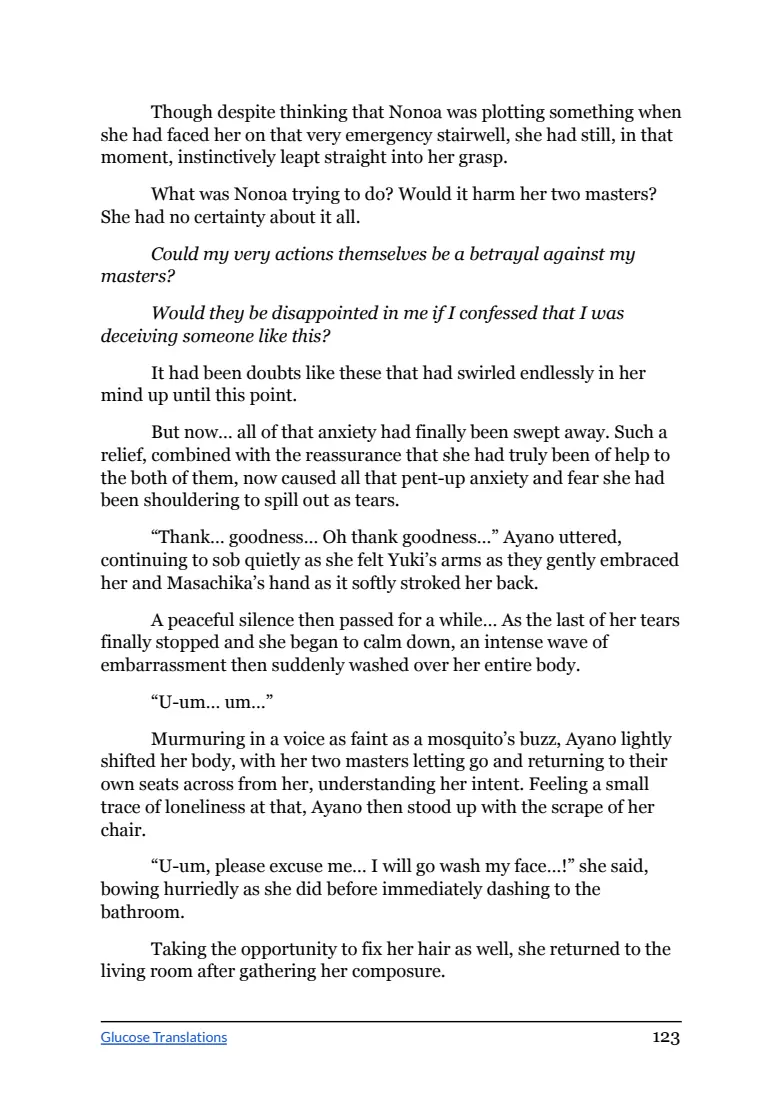 Though despite thinking that Nonoa was plotting something when
she had faced her on that very emergency stairwell, she had still, in that
moment, instinctively leapt straight into her grasp.
What was Nonoa trying to do? Would it harm her two masters?
She had no certainty about it all.
Could my very actions themselves be a betrayal against my
masters?
Would they be disappointed in me if I confessed that I was
deceiving someone like this?
It had been doubts like these that had swirled endlessly in her
mind up until this point.
But now... all of that anxiety had finally been swept away. Such a
relief, combined with the reassurance that she had truly been of help to
the both of them, now caused all that pent-up anxiety and fear she had
been shouldering to spill out as tears.
“Thank... goodness... Oh thank goodness...” Ayano uttered,
continuing to sob quietly as she felt Yuki’s arms as they gently embraced
her and Masachika’s hand as it softly stroked her back.
A peaceful silence then passed for a while... As the last of her tears
finally stopped and she began to calm down, an intense wave of
embarrassment then suddenly washed over her entire body.
“U-um... um...”
Murmuring in a voice as faint as a mosquito’s buzz, Ayano lightly
shifted her body, with her two masters letting go and returning to their
own seats across from her, understanding her intent. Feeling a small
trace of loneliness at that, Ayano then stood up with the scrape of her
chair.
“U-um, please excuse me... I will go wash my face...!” she said,
bowing hurriedly as she did before immediately dashing to the
bathroom.
Taking the opportunity to fix her hair as well, she returned to the
living room after gathering her composure.
Glucose Translations 123